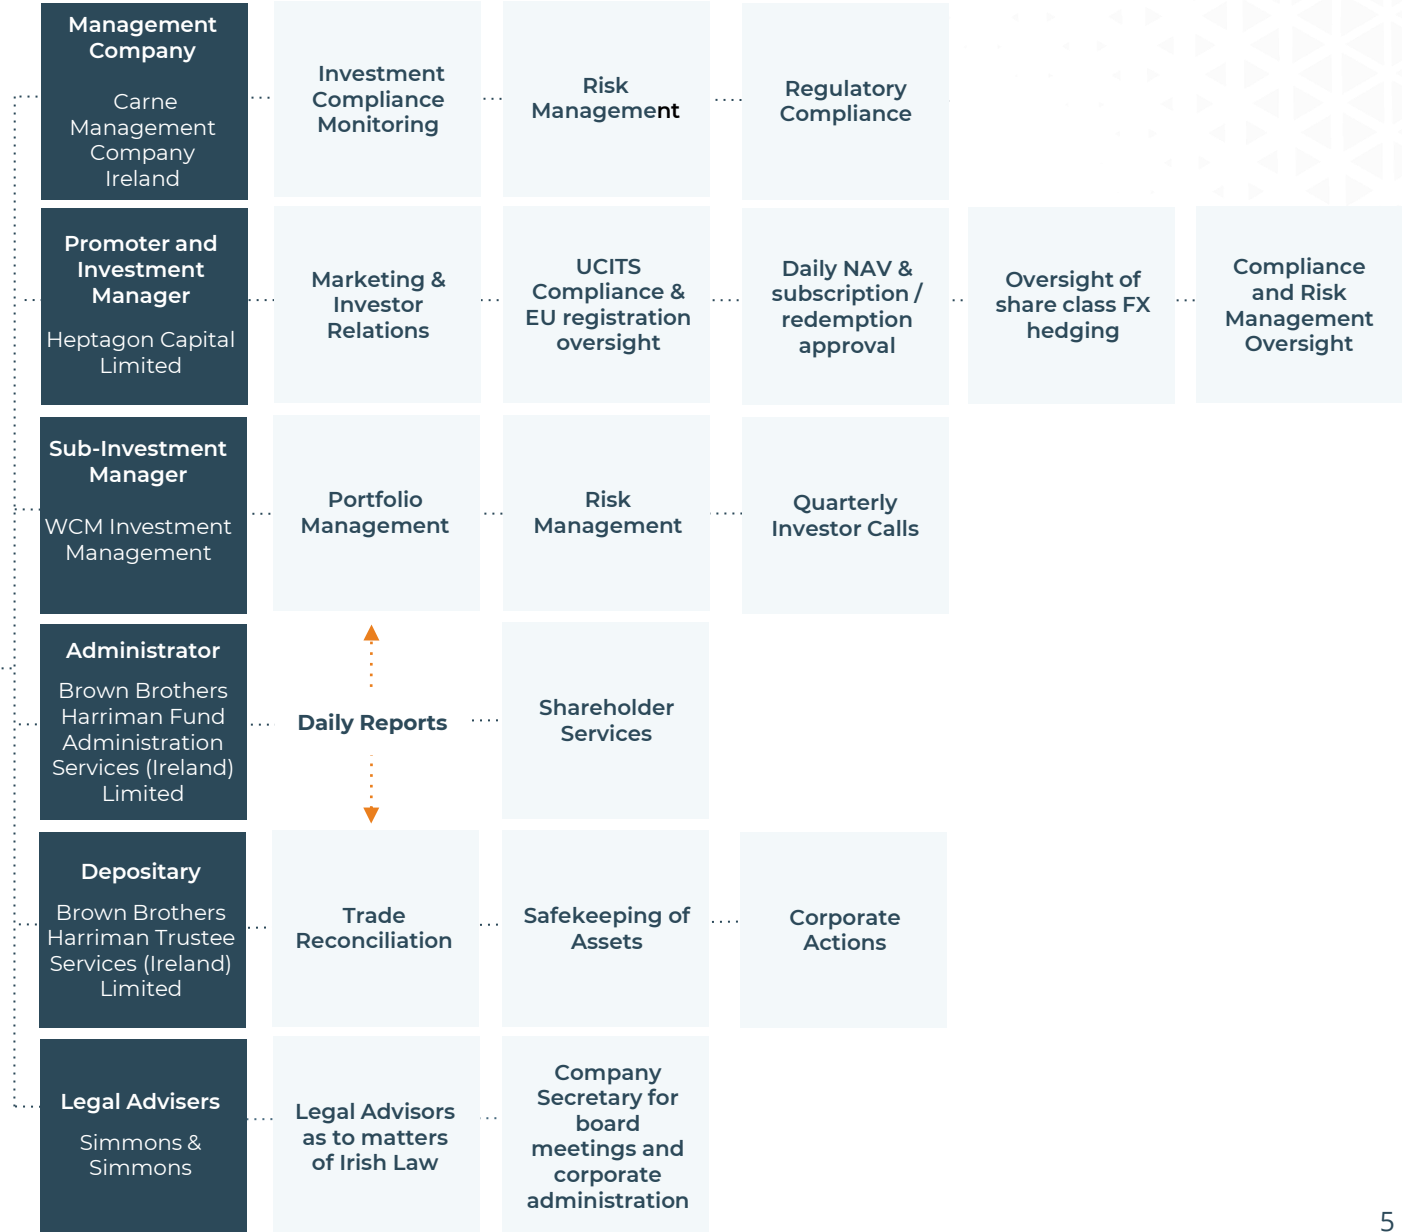 Management
Company
Carne
Management
Company
Ireland
Investment
Compliance
Monitoring
Risk
Management
Regulatory
Compliance
Promoter and
Investment
Manager
Heptagon Capital
Limited
Marketing &
Investor
Relations
UCITS
Compliance &
EU registration
oversight
Daily NAV &
subscription /
redemption
approval
Oversight of
share class FX
hedging
Compliance
and Risk
Management
Oversight
Sub-Investment
Manager
WCM Investment
Management
Portfolio
Management
Risk
Management
Quarterly
Investor Calls
Administrator
Brown Brothers
Harriman Fund
Administration
Services (Ireland)
Limited
Daily Reports
Shareholder
Services
Depositary
Brown Brothers
Harriman Trustee
Services (Ireland)
Limited
Trade
Reconciliation
Safekeeping of
Assets
Corporate
Actions
Legal Advisers
Simmons &
Simmons
Legal Advisors
as to matters
of Irish Law
Company
Secretary for
board
meetings and
corporate
administration
5